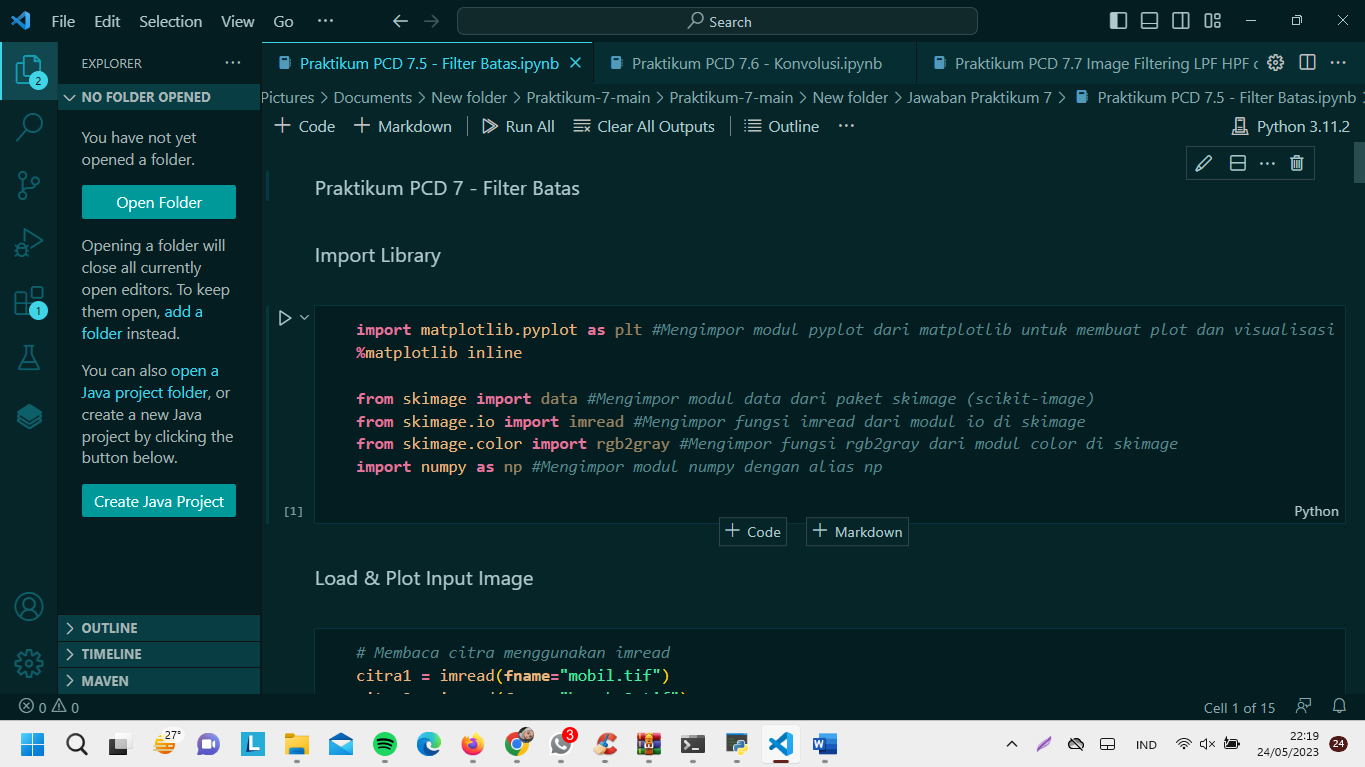 File Edit Selection View Go ··· Search
EXPLORER ···
NO FOLDER OPENED
You have not yet
opened a folder.
Open Folder
Opening a folder will
close all currently
open editors. To keep
them open, add a
folder instead.
You can also open a
Java project folder, or
create a new Java
project by clicking the
button below.
Create Java Project
OUTLINE
TIMELINE
MAVEN
2
1
Praktikum PCD 7.5 - Filter Batas.ipynb Praktikum PCD 7.6 - Konvolusi.ipynb Praktikum PCD 7.7 Image Filtering LPF HPF
Pictures > Documents > New folder > Praktikum-7-main > Praktikum-7-main > New folder > Jawaban Praktikum 7 > Praktikum PCD 7.5 - Filter Batas.ipynb
+ Code + Markdown Run All Clear All Outputs Outline ··· Python 3.11.2
Praktikum PCD 7 - Filter Batas
Import Library
import matplotlib.pyplot as plt #Mengimpor modul pyplot dari matplotlib untuk membuat plot dan visualisasi
%matplotlib inline
from skimage import data #Mengimpor modul data dari paket skimage (scikit-image)
from skimage.io import imread #Mengimpor fungsi imread dari modul io di skimage
from skimage.color import rgb2gray #Mengimpor fungsi rgb2gray dari modul color di skimage
import numpy as np #Mengimpor modul numpy dengan alias np
[1] Python
+ Code + Markdown
Load & Plot Input Image
# Membaca citra menggunakan imread
citra1 = imread(fname="mobil.tif")
0 0 Cell 1 of 15
27° L 3 W IND 22:19
24/05/2023 24